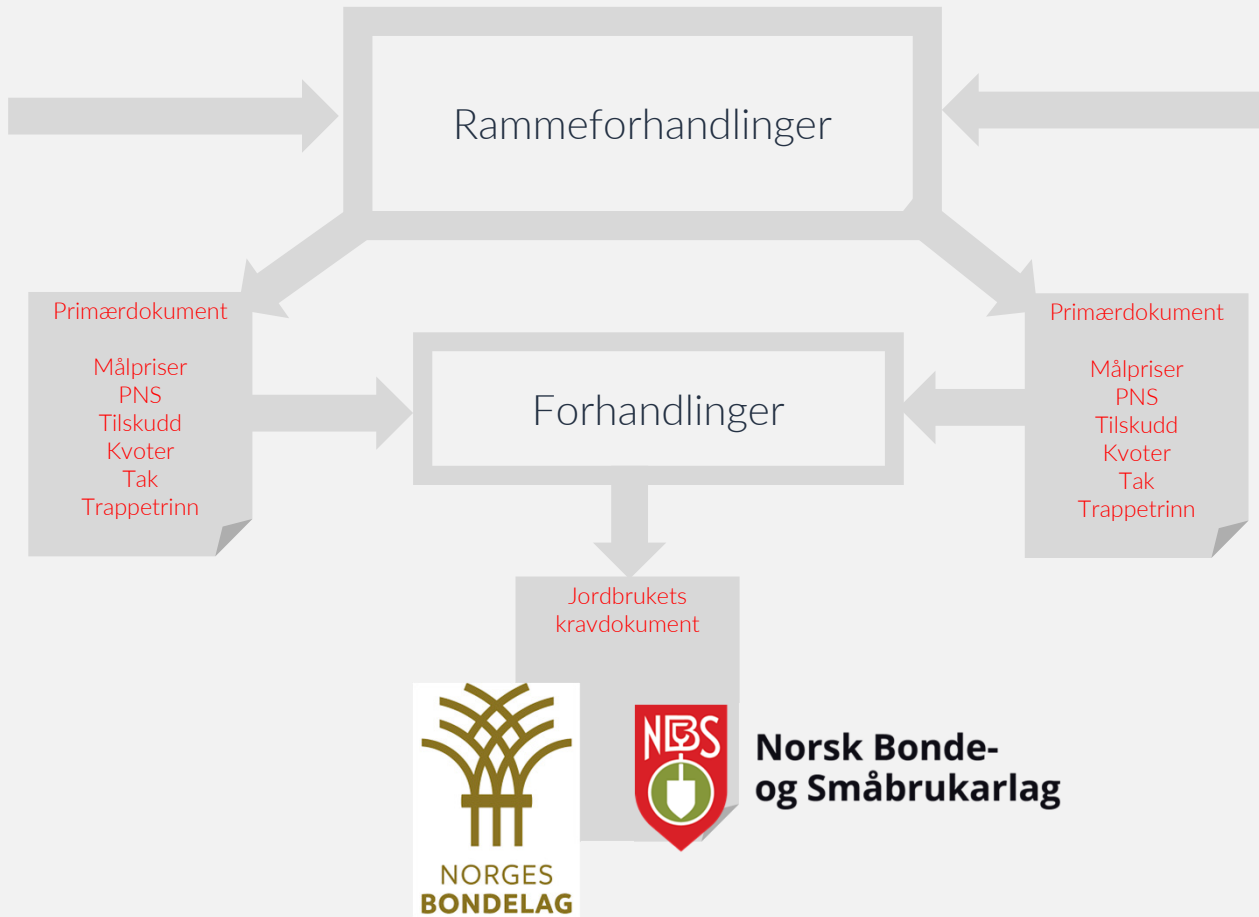 Rammeforhandlinger
Primærdokument
Målpriser
PNS
Tilskudd
Kvoter
Tak
Trappetrinn
Forhandlinger
Primærdokument
Målpriser
PNS
Tilskudd
Kvoter
Tak
Trappetrinn
Jordbrukets
kravdokument
NORGES
BONDELAG
NBS
Norsk Bonde-
og Småbrukarlag